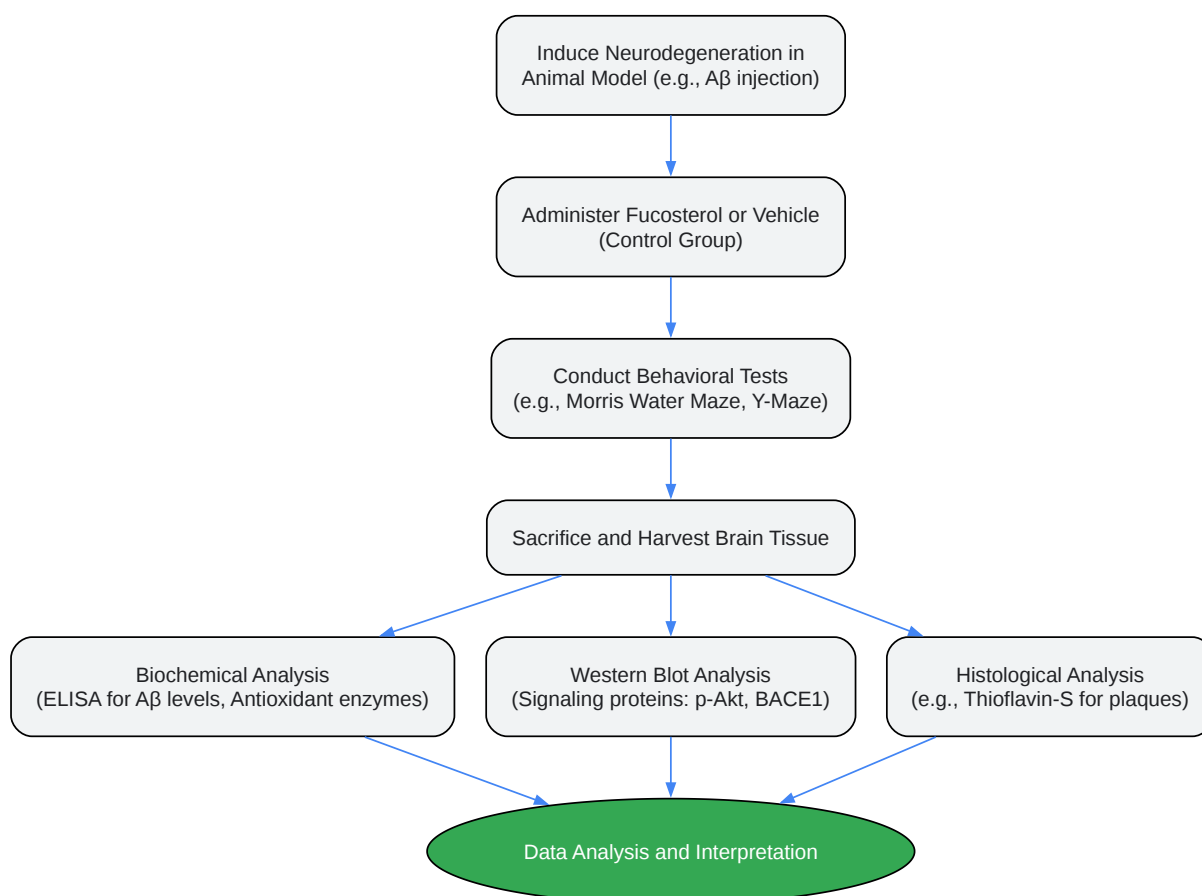 Induce Neurodegeneration in
Animal Model (e.g., Aβ injection)
Administer Fucosterol or Vehicle
(Control Group)
Conduct Behavioral Tests
(e.g., Morris Water Maze, Y-Maze)
Sacrifice and Harvest Brain Tissue
Biochemical Analysis
(ELISA for Aβ levels, Antioxidant enzymes)
Western Blot Analysis
(Signaling proteins: p-Akt, BACE1)
Histological Analysis
(e.g., Thioflavin-S for plaques)
Data Analysis and Interpretation